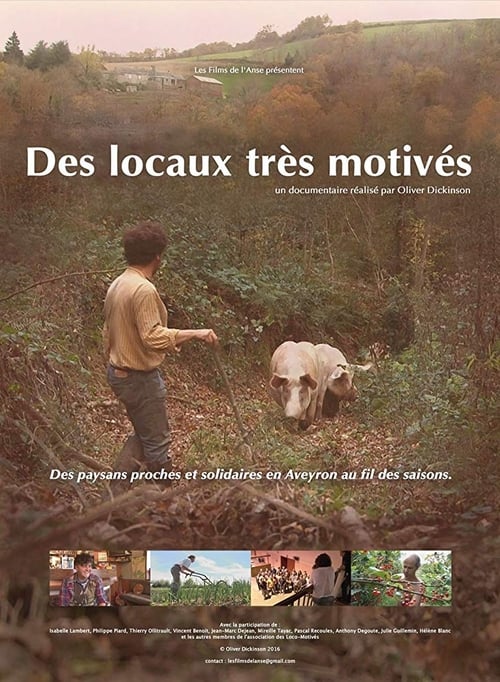 Les Films de l'Anse présentent
Des locaux très motivés
un documentaire réalisé par Oliver Dickinson
Des paysans proches et solidaires en Aveyron au fil des saisons.
Avec la participation de
Isabelle Lambert, Philippe Piard, Thierry Ollitrault, Vincent Benoit, Jean-Marc Dejean, Mireille Tayac, Pascal Recoules, Anthony Degoute, Julie Guillemin, Hélène Blanc
et les autres membres de l'association des Loco-Motivés
© Oliver Dickinson 2016
contact : lesfilmsdelanse@gmail.com